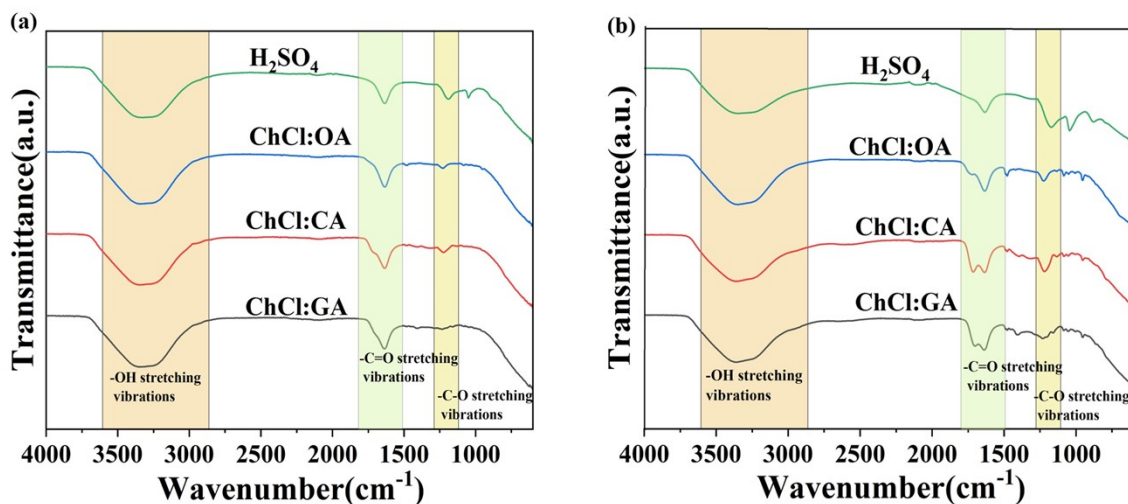 (a)
H₂SO₄
ChCl:OA
ChCl:CA
ChCl:GA
-OH stretching
vibrations
-C=O stretching
vibrations
-C-O stretching
vibrations
Transmittance(a.u.)
4000 3500 3000 2500 2000 1500 1000
Wavenumber(cm⁻¹)
(b)
H₂SO₄
ChCl:OA
ChCl:CA
ChCl:GA
-OH stretching
vibrations
-C=O stretching
vibrations
-C-O stretching
vibrations
Transmittance(a.u.)
4000 3500 3000 2500 2000 1500 1000
Wavenumber(cm⁻¹)